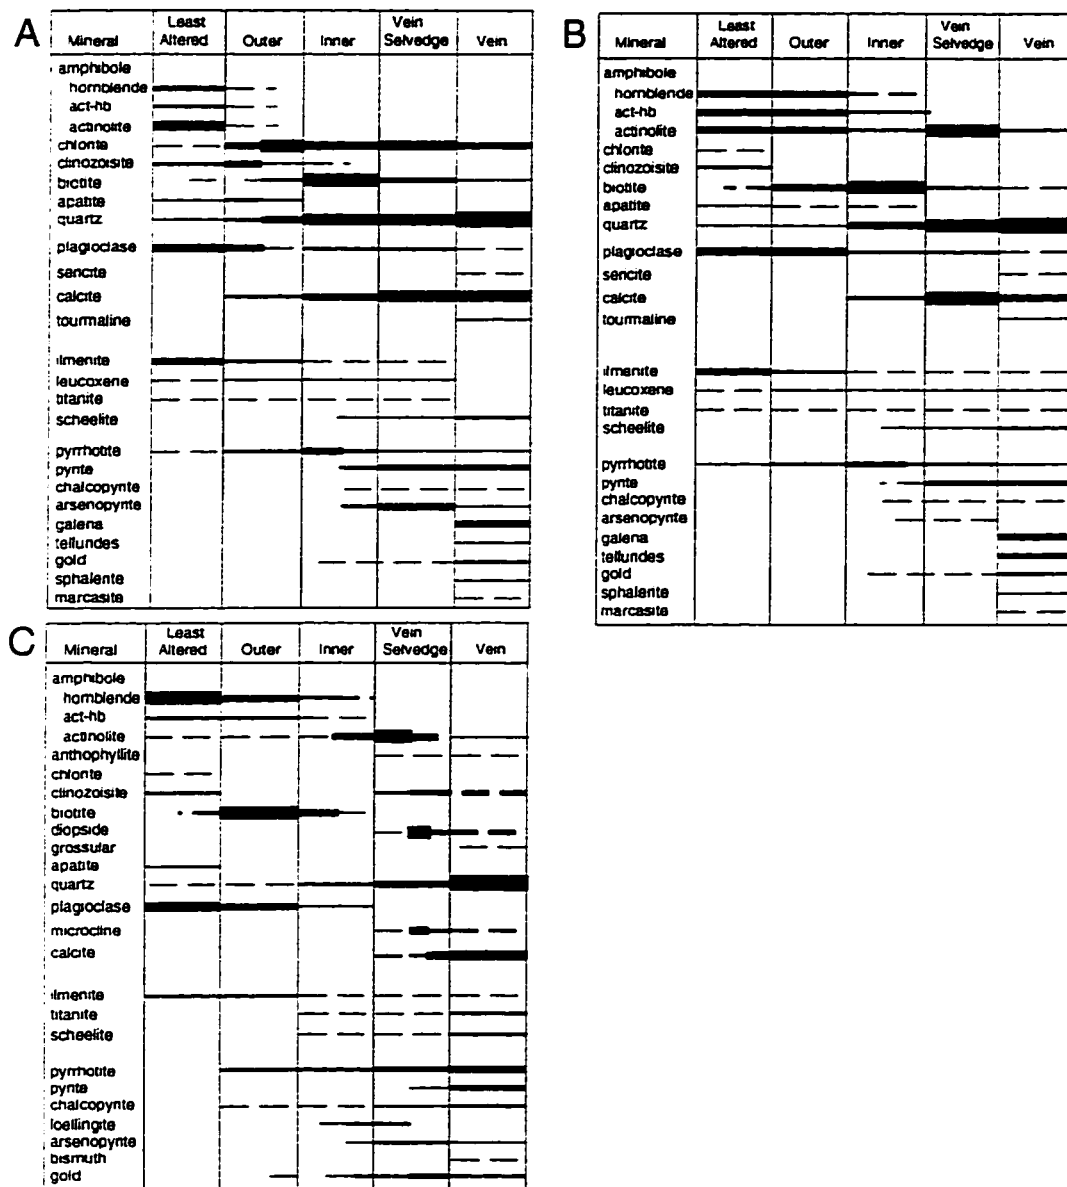 A
Mineral Least Altered Outer Inner Vein Selvedge Vein
amphibole
hornblende
act-hb
actinolite
chlorite
clinozoisite
biotite
apatite
quartz
plagioclase
sericite
calcite
tourmaline
ilmenite
leucoxene
titanite
scheelite
pyrrhotite
pyrite
chalcopyrite
arsenopyrite
galena
tellurides
gold
sphalerite
marcasite
B
Mineral Least Altered Outer Inner Vein Selvedge Vein
amphibole
hornblende
act-hb
actinolite
chlorite
clinozoisite
biotite
apatite
quartz
plagioclase
sericite
calcite
tourmaline
ilmenite
leucoxene
titanite
scheelite
pyrrhotite
pyrite
chalcopyrite
arsenopyrite
galena
tellurides
gold
sphalerite
marcasite
C
Mineral Least Altered Outer Inner Vein Selvedge Vein
amphibole
hornblende
act-hb
actinolite
anthophyllite
chlorite
clinozoisite
biotite
diopside
grossular
apatite
quartz
plagioclase
microcline
calcite
ilmenite
titanite
scheelite
pyrrhotite
pyrite
chalcopyrite
loellingite
arsenopyrite
bismuth
gold